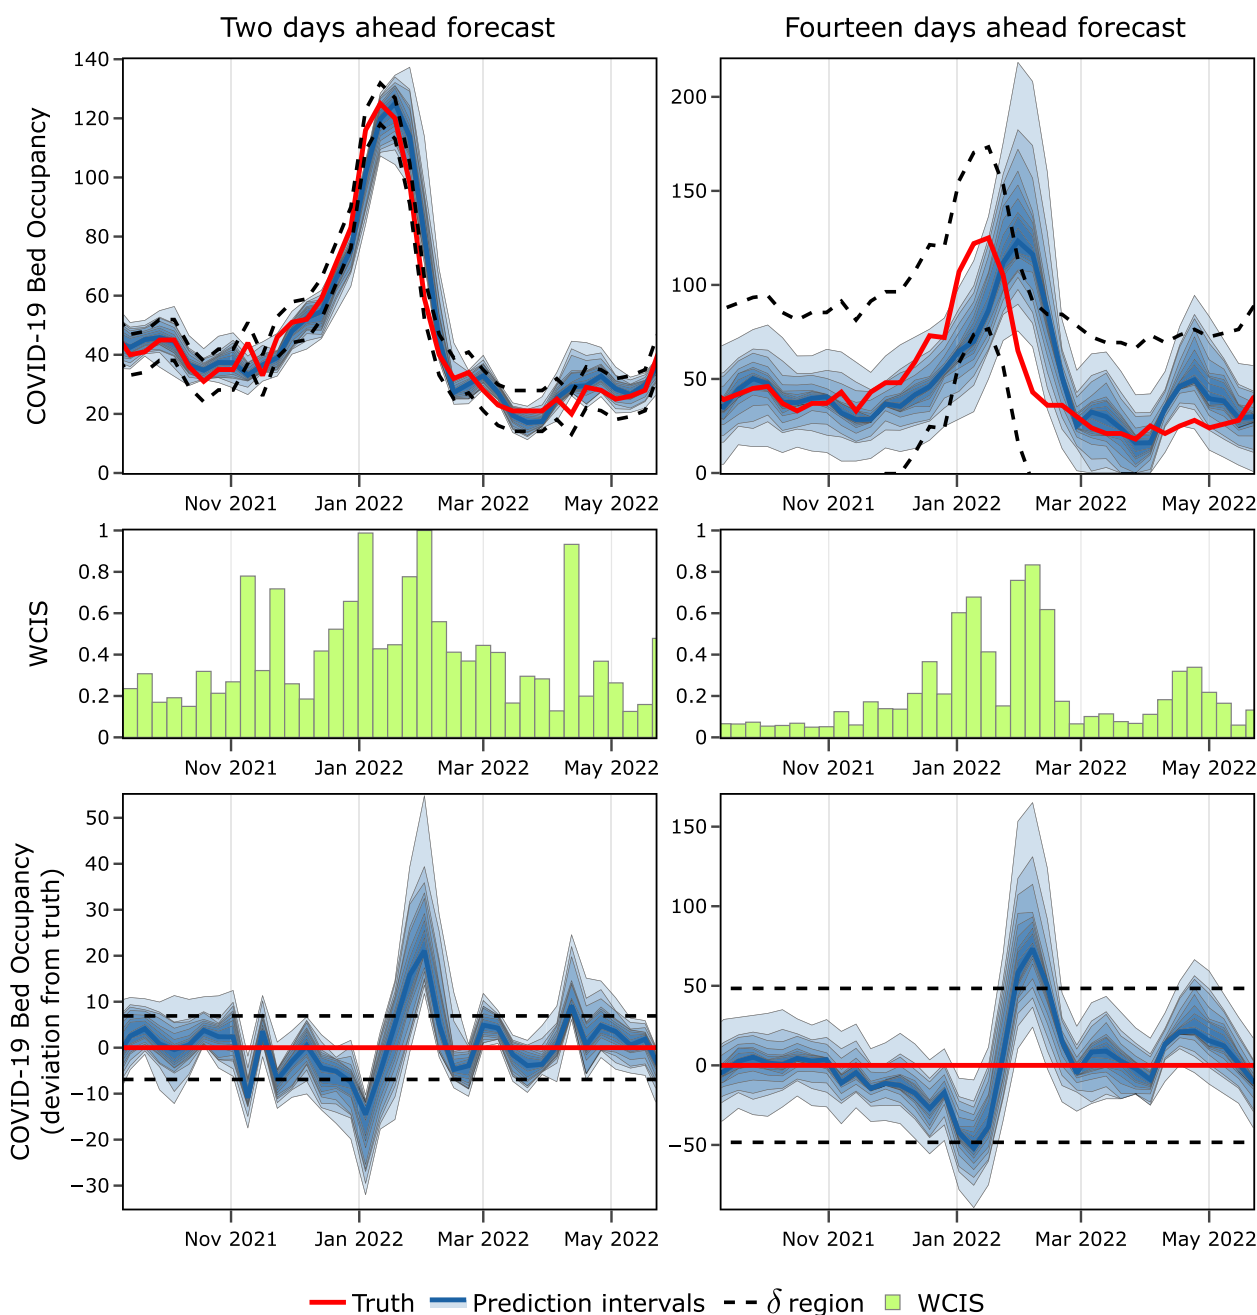 Two days ahead forecast
Fourteen days ahead forecast
COVID-19 Bed Occupancy
140
120
100
80
60
40
20
0
Nov 2021
Jan 2022
Mar 2022
May 2022
200
150
100
50
0
Nov 2021
Jan 2022
Mar 2022
May 2022
WCIS
1
0.8
0.6
0.4
0.2
0
Nov 2021
Jan 2022
Mar 2022
May 2022
1
0.8
0.6
0.4
0.2
0
Nov 2021
Jan 2022
Mar 2022
May 2022
COVID-19 Bed Occupancy
(deviation from truth)
50
40
30
20
10
0
−10
−20
−30
Nov 2021
Jan 2022
Mar 2022
May 2022
150
100
50
0
−50
Nov 2021
Jan 2022
Mar 2022
May 2022
Truth
Prediction intervals
δ region
WCIS